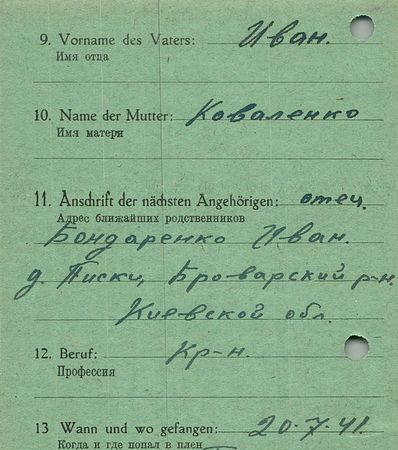 9. Vorname des Vaters: Иван.
Имя отца
10. Name der Mutter: Коваленко
Имя матери
11. Anschrift der nächsten Angehörigen: отец.
Адрес ближайших родственников
Бондаренко Иван.
д. Писки, Броварский р-н.
Киевской обл.
12. Beruf: Кр-н.
Профессия
13 Wann und wo gefangen: 20.7.41.
Когда и где попал в плен